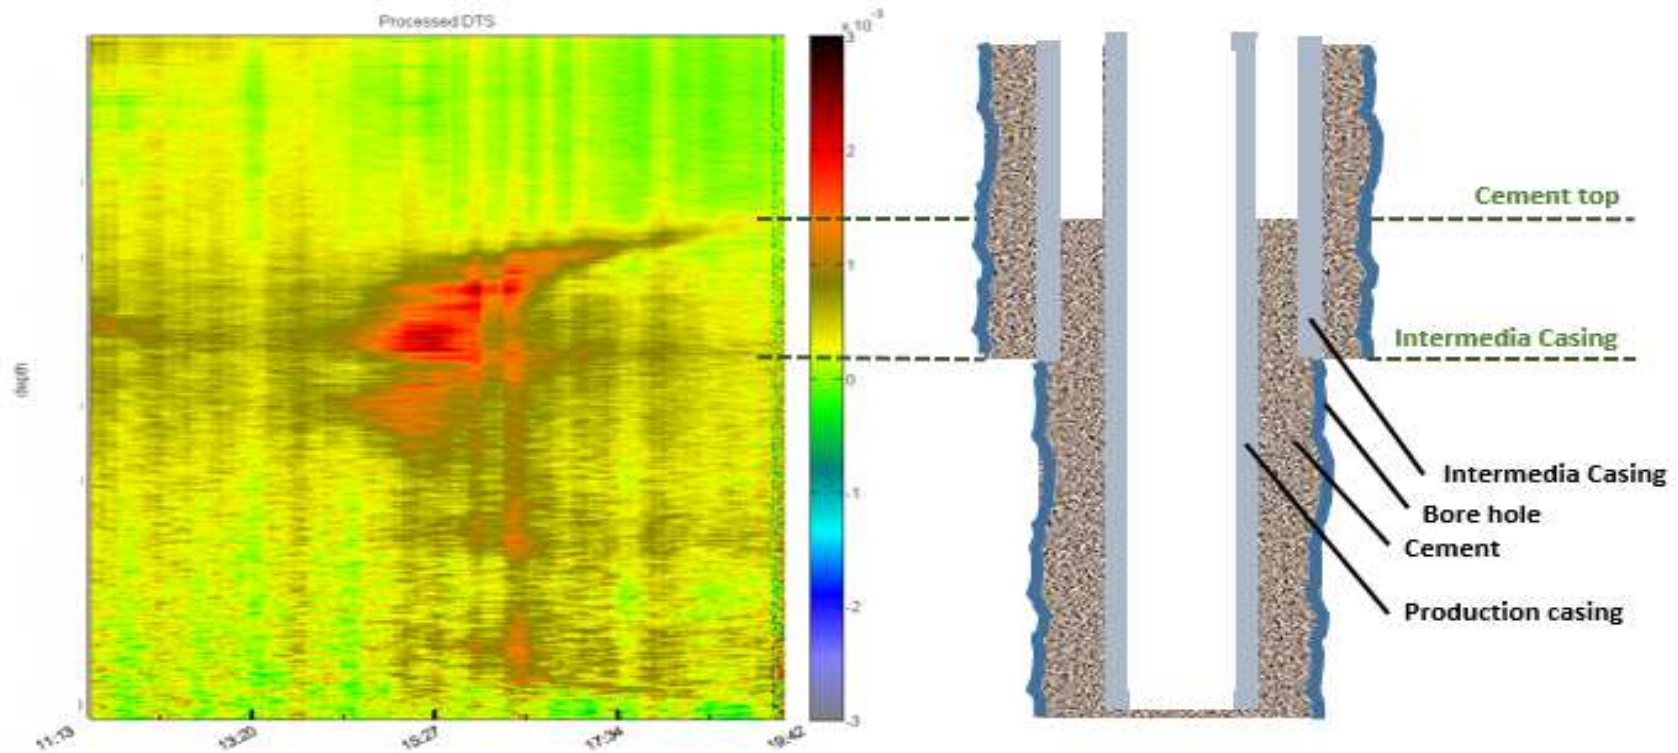 Processed DTS
×10⁻³
3
2
1
0
-1
-2
-3
depth
11:13
13:20
15:27
17:34
19:42
Cement top
Intermedia Casing
Intermedia Casing
Bore hole
Cement
Production casing